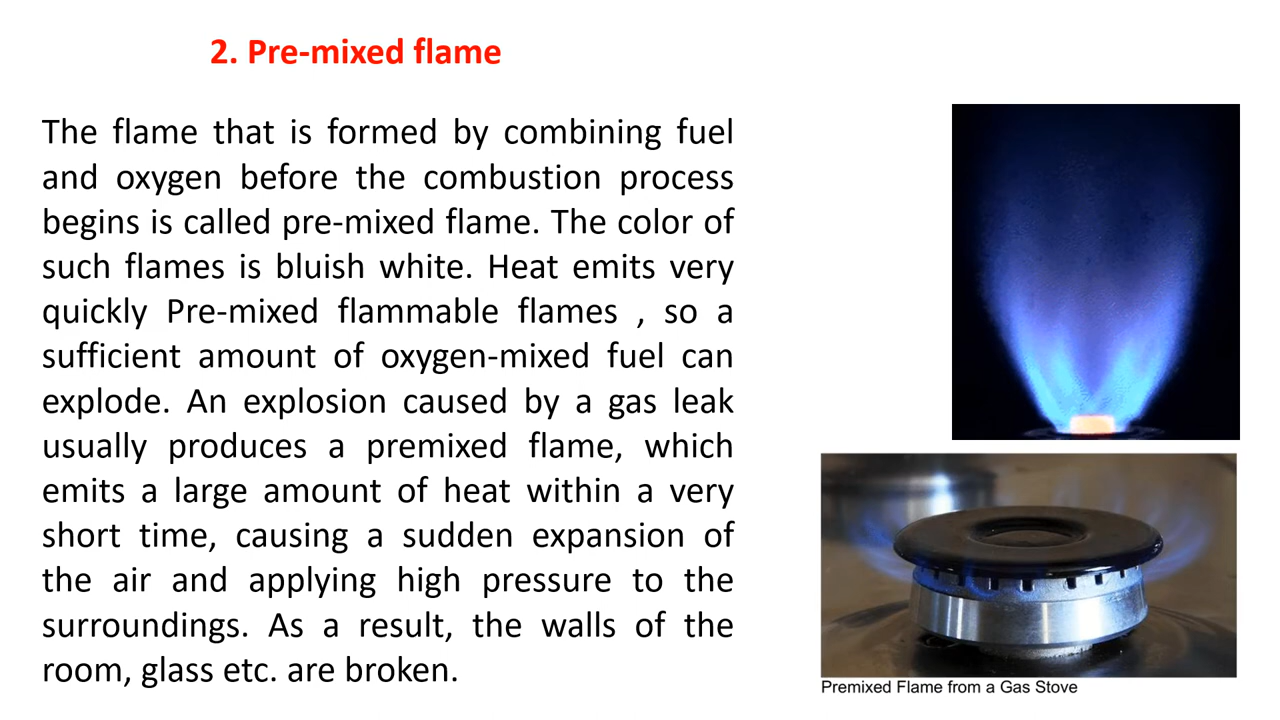 2. Pre-mixed flame
The flame that is formed by combining fuel
and oxygen before the combustion process
begins is called pre-mixed flame. The color of
such flames is bluish white. Heat emits very
quickly Pre-mixed flammable flames , so a
sufficient amount of oxygen-mixed fuel can
explode. An explosion caused by a gas leak
usually produces a premixed flame, which
emits a large amount of heat within a very
short time, causing a sudden expansion of
the air and applying high pressure to the
surroundings. As a result, the walls of the
room, glass etc. are broken.
Premixed Flame from a Gas Stove